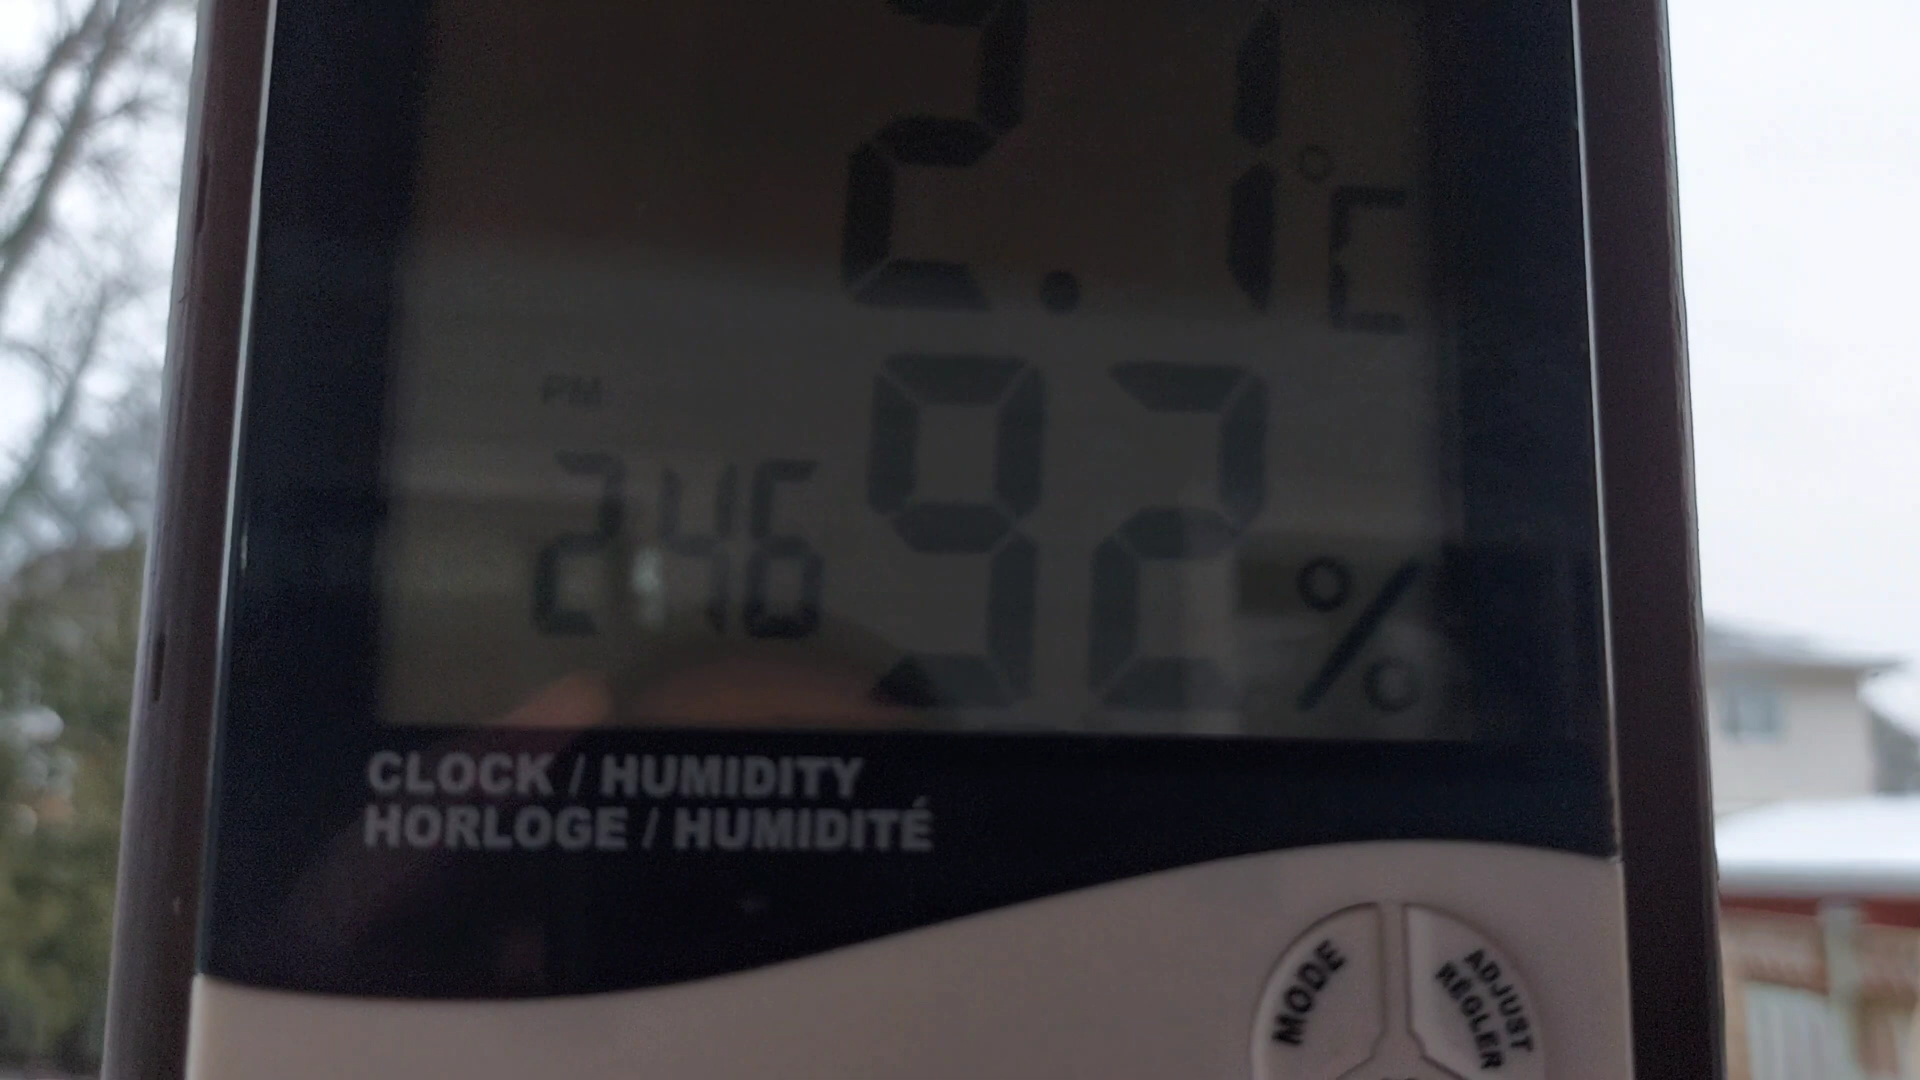 2.1 °C
PM
2:46
92 %
CLOCK / HUMIDITY
HORLOGE / HUMIDITÉ
MODE
ADJUST
RÉGLER